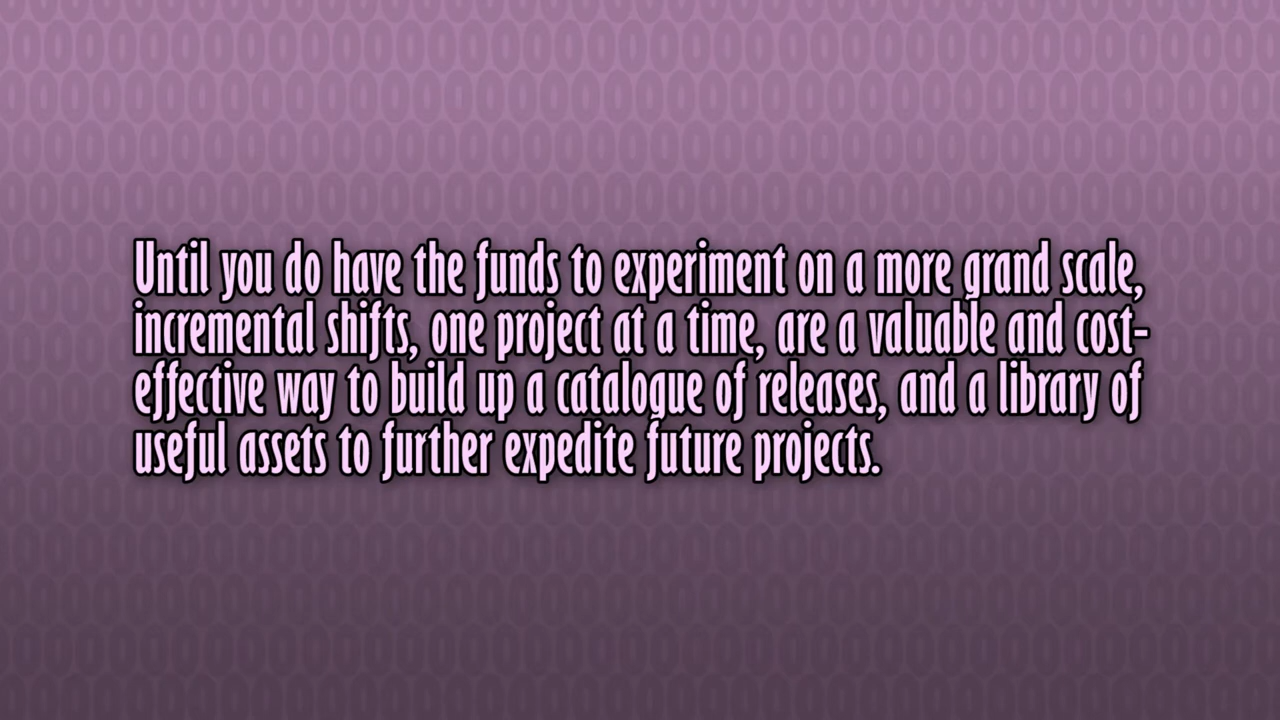 Until you do have the funds to experiment on a more grand scale,
incremental shifts, one project at a time, are a valuable and cost-
effective way to build up a catalogue of releases, and a library of
useful assets to further expedite future projects.